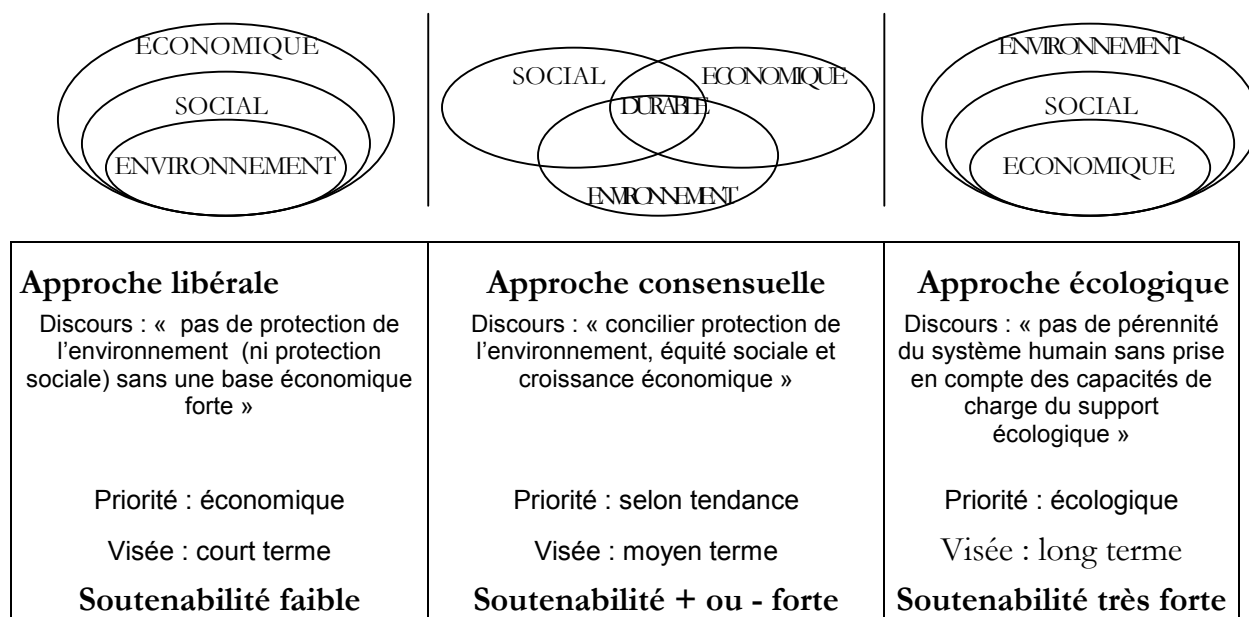 ECONOMIQUE
SOCIAL
ENVIRONNEMENT
SOCIAL
ECONOMIQUE
DURABLE
ENVIRONNEMENT
ENVIRONNEMENT
SOCIAL
ECONOMIQUE
Approche libérale
Discours : « pas de protection de
l’environnement (ni protection
sociale) sans une base économique
forte »
Priorité : économique
Visée : court terme
Soutenabilité faible
Approche consensuelle
Discours : « concilier protection de
l’environnement, équité sociale et
croissance économique »
Priorité : selon tendance
Visée : moyen terme
Soutenabilité + ou - forte
Approche écologique
Discours : « pas de pérennité
du système humain sans prise
en compte des capacités de
charge du support
écologique »
Priorité : écologique
Visée : long terme
Soutenabilité très forte